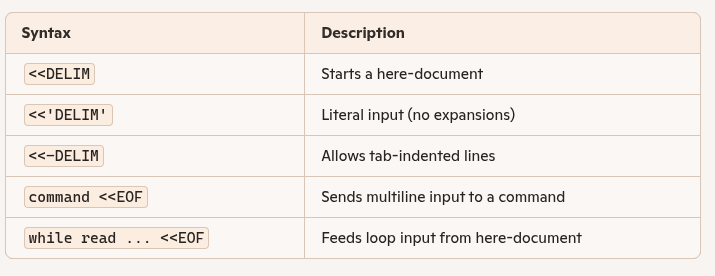 Syntax Description
<<DELIM Starts a here-document
<<'DELIM' Literal input (no expansions)
<<-DELIM Allows tab-indented lines
command <<EOF Sends multiline input to a command
while read ... <<EOF Feeds loop input from here-document